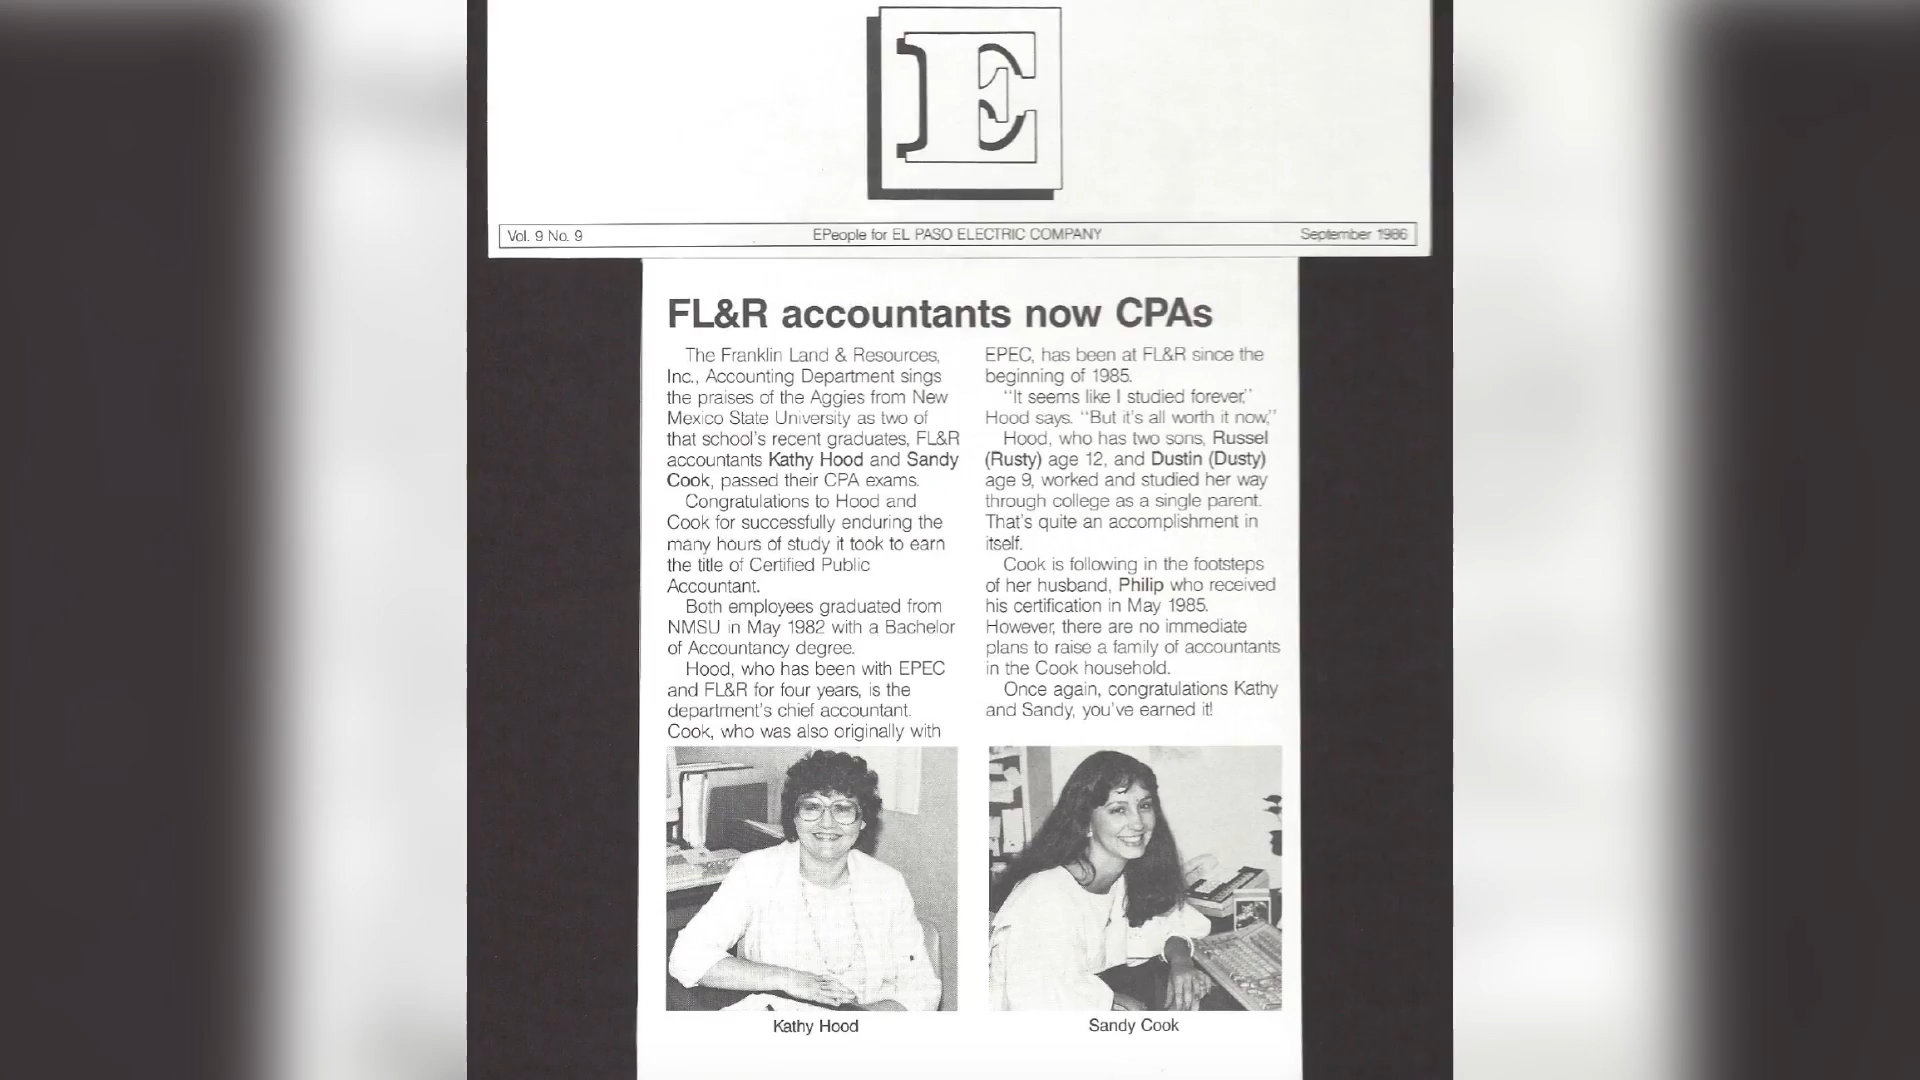 E
Vol. 9 No. 9
EPeople for EL PASO ELECTRIC COMPANY
September 1986
FL&R accountants now CPAs
The Franklin Land & Resources,
Inc., Accounting Department sings
the praises of the Aggies from New
Mexico State University as two of
that school's recent graduates, FL&R
accountants Kathy Hood and Sandy
Cook, passed their CPA exams.
Congratulations to Hood and
Cook for successfully enduring the
many hours of study it took to earn
the title of Certified Public
Accountant.
Both employees graduated from
NMSU in May 1982 with a Bachelor
of Accountancy degree.
Hood, who has been with EPEC
and FL&R for four years, is the
department's chief accountant.
Cook, who was also originally with
EPEC, has been at FL&R since the
beginning of 1985.
"It seems like I studied forever,"
Hood says. "But it's all worth it now,"
Hood, who has two sons, Russel
(Rusty) age 12, and Dustin (Dusty)
age 9, worked and studied her way
through college as a single parent.
That's quite an accomplishment in
itself.
Cook is following in the footsteps
of her husband, Philip who received
his certification in May 1985.
However, there are no immediate
plans to raise a family of accountants
in the Cook household.
Once again, congratulations Kathy
and Sandy, you've earned it!
Kathy Hood
Sandy Cook